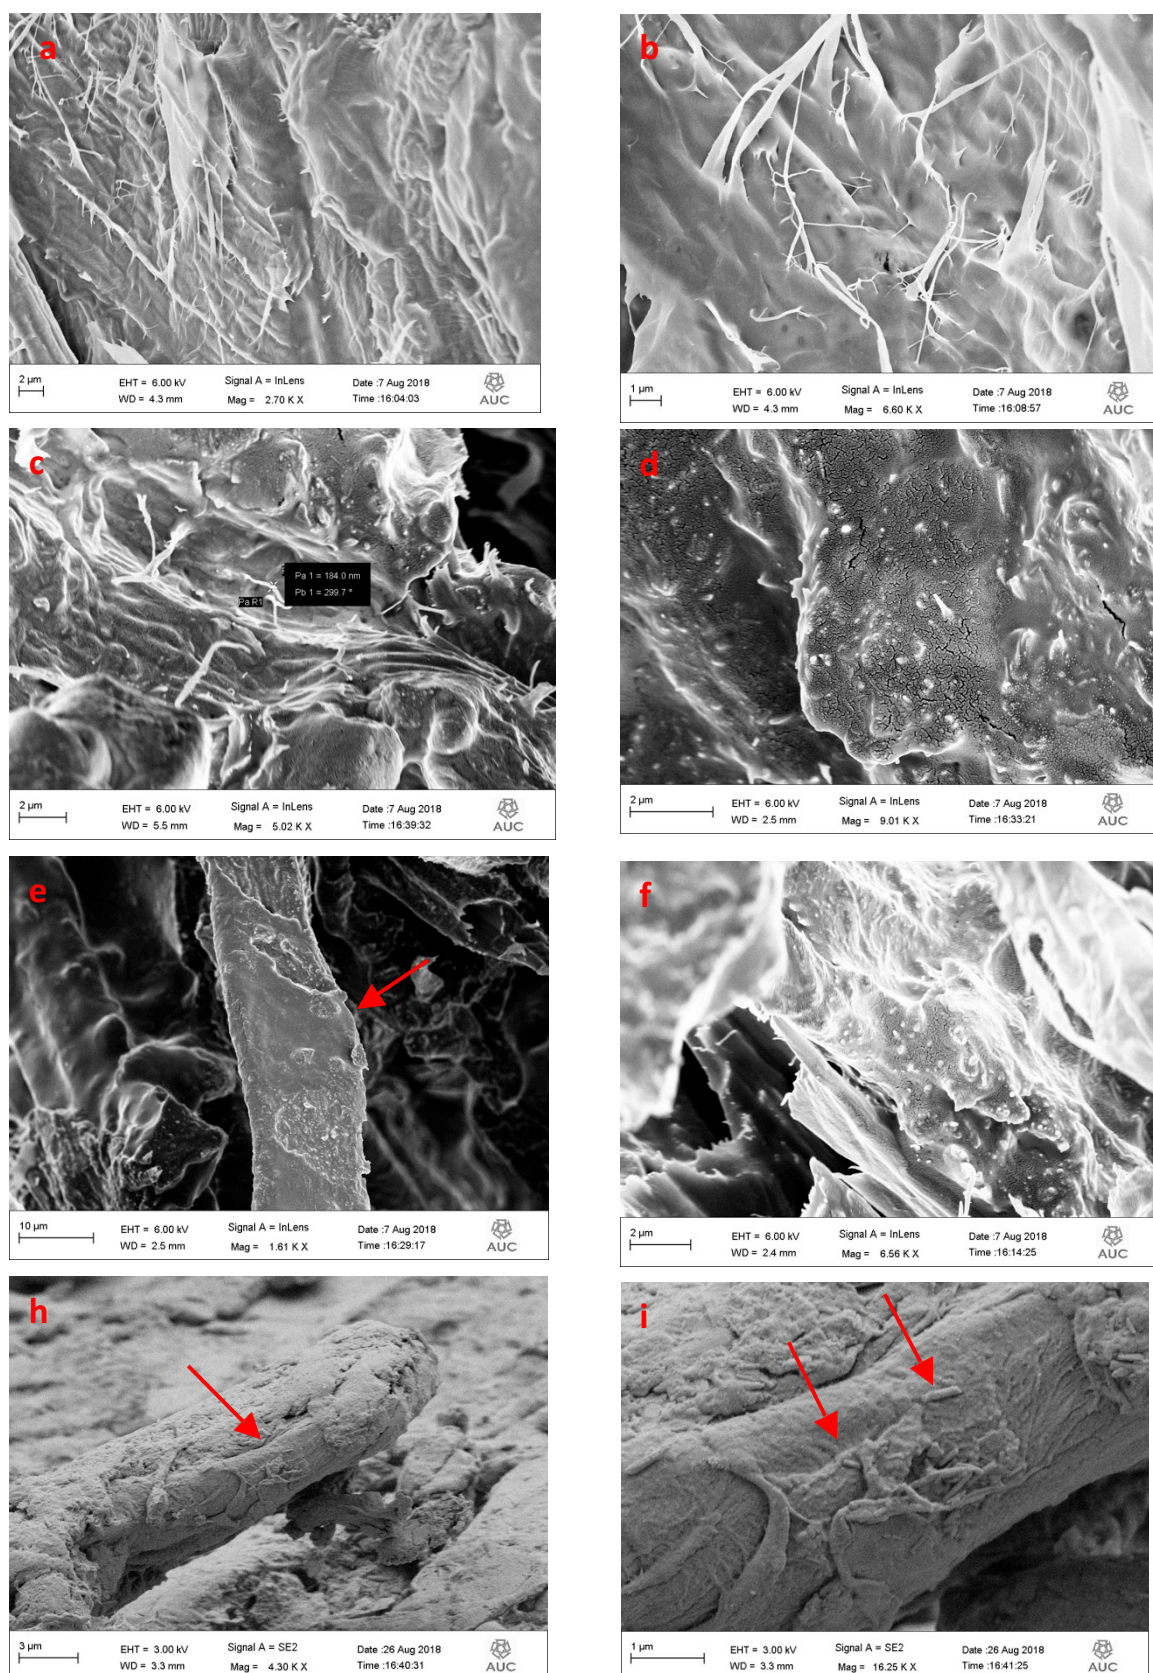 a
2 µm
EHT = 6.00 kV
WD = 4.3 mm
Signal A = InLens
Mag = 2.70 K X
Date :7 Aug 2018
Time :16:04:03
AUC
b
1 µm
EHT = 6.00 kV
WD = 4.3 mm
Signal A = InLens
Mag = 6.60 K X
Date :7 Aug 2018
Time :16:08:57
AUC
c
Pa 1 = 184.0 nm
Pb 1 = 299.7 °
Pa R1
2 µm
EHT = 6.00 kV
WD = 5.5 mm
Signal A = InLens
Mag = 5.02 K X
Date :7 Aug 2018
Time :16:39:32
AUC
d
2 µm
EHT = 6.00 kV
WD = 2.5 mm
Signal A = InLens
Mag = 9.01 K X
Date :7 Aug 2018
Time :16:33:21
AUC
e
10 µm
EHT = 6.00 kV
WD = 2.5 mm
Signal A = InLens
Mag = 1.61 K X
Date :7 Aug 2018
Time :16:29:17
AUC
f
2 µm
EHT = 6.00 kV
WD = 2.4 mm
Signal A = InLens
Mag = 6.56 K X
Date :7 Aug 2018
Time :16:14:25
AUC
h
3 µm
EHT = 3.00 kV
WD = 3.3 mm
Signal A = SE2
Mag = 4.30 K X
Date :26 Aug 2018
Time :16:40:31
AUC
i
1 µm
EHT = 3.00 kV
WD = 3.3 mm
Signal A = SE2
Mag = 16.25 K X
Date :26 Aug 2018
Time :16:41:25
AUC